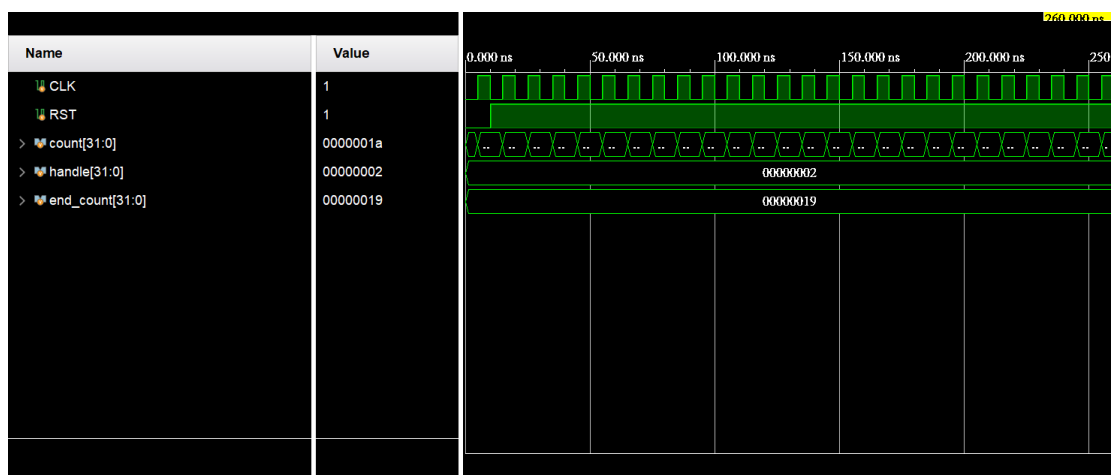 260.000 ns
Name Value
0.000 ns 50.000 ns 100.000 ns 150.000 ns 200.000 ns 250
CLK 1
RST 1
count[31:0] 0000001a -- -- -- -- -- -- -- -- -- -- -- -- -- -- -- -- -- -- -- -- -- -- -- -- --
handle[31:0] 00000002 00000002
end_count[31:0] 00000019 00000019